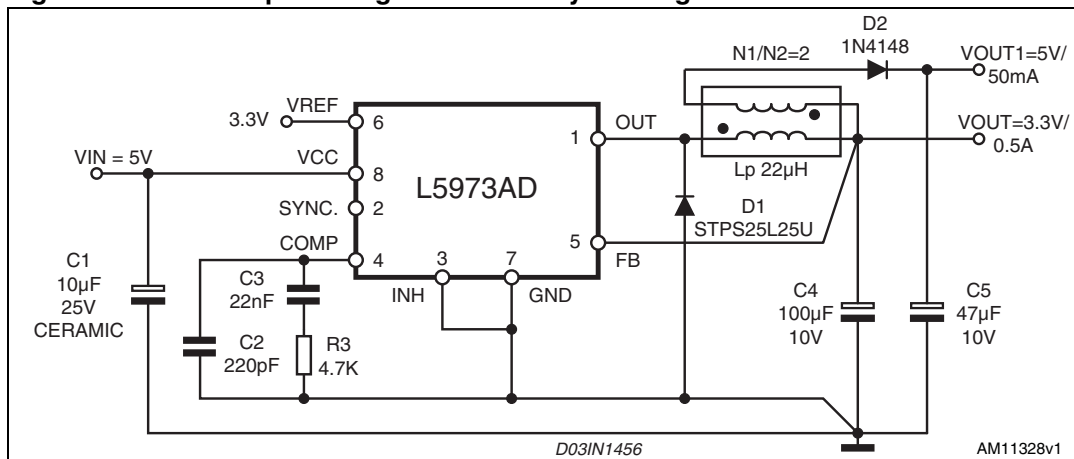 N1/N2=2
D2
1N4148
VOUT1=5V/
50mA
VREF
3.3V
6
1
OUT
VOUT=3.3V/
0.5A
VIN = 5V
VCC
8
L5973AD
Lp 22µH
SYNC.
2
D1
STPS25L25U
5
FB
COMP
4
3
7
INH
GND
C1
10µF
25V
CERAMIC
C3
22nF
C2
220pF
R3
4.7K
C4
100µF
10V
C5
47µF
10V
D03IN1456
AM11328v1